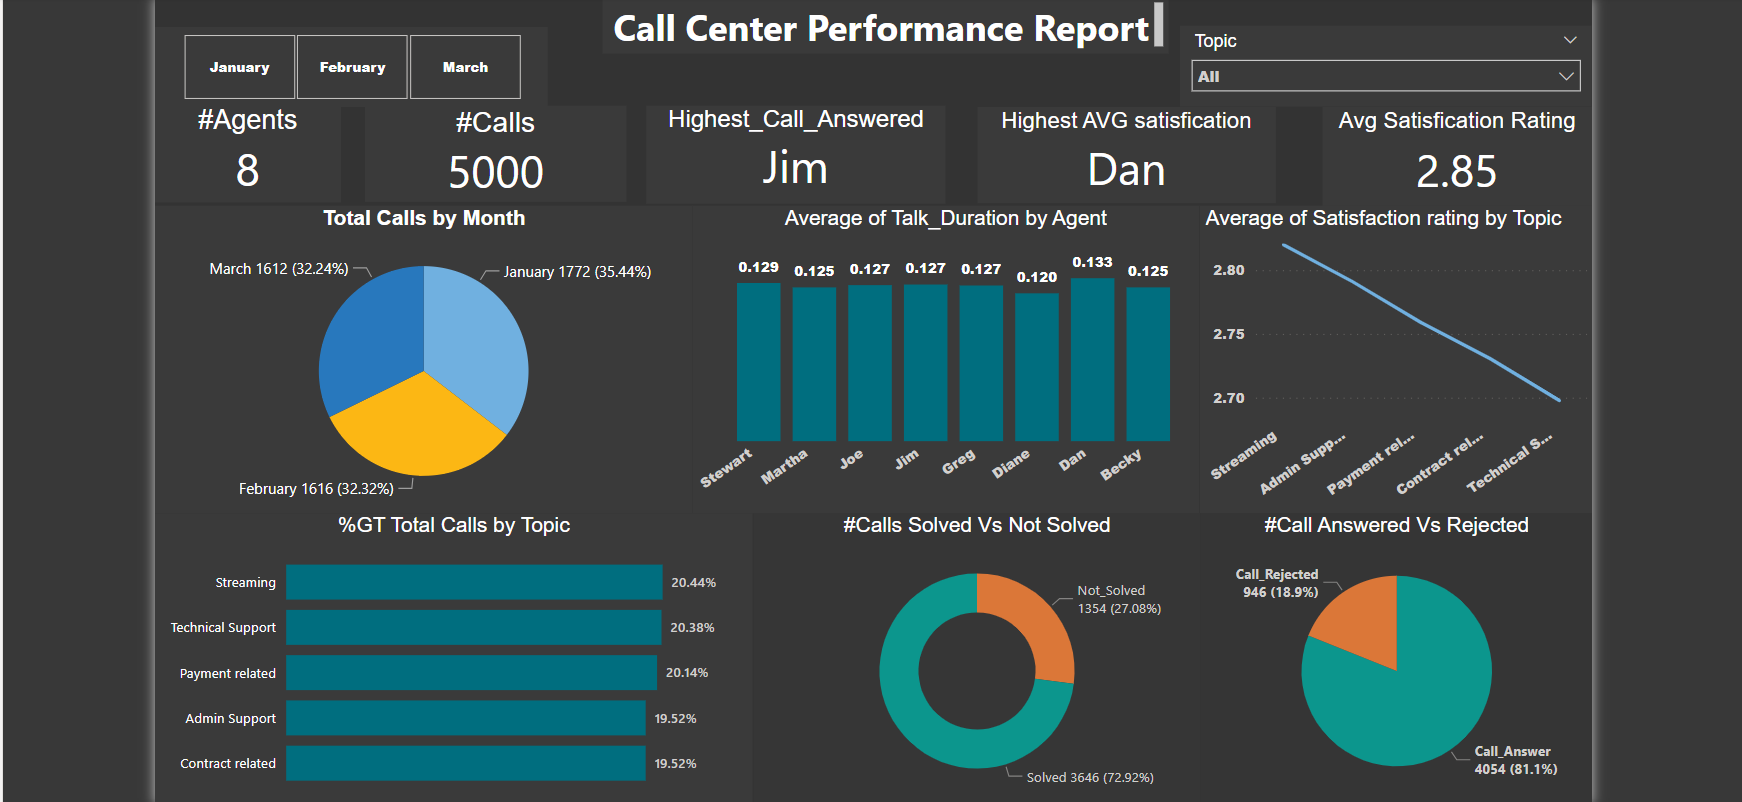 Call Center Performance Report
January
February
March
Topic
All
#Agents
8
#Calls
5000
Highest_Call_Answered
Jim
Highest AVG satisfication
Dan
Avg Satisfication Rating
2.85
Total Calls by Month
March 1612 (32.24%)
January 1772 (35.44%)
February 1616 (32.32%)
Average of Talk_Duration by Agent
0.129
0.125
0.127
0.127
0.127
0.120
0.133
0.125
Stewart
Martha
Joe
Jim
Greg
Diane
Dan
Becky
Average of Satisfaction rating by Topic
2.80
2.75
2.70
Streaming
Admin Supp...
Payment rel...
Contract rel...
Technical S...
%GT Total Calls by Topic
Streaming
20.44%
Technical Support
20.38%
Payment related
20.14%
Admin Support
19.52%
Contract related
19.52%
#Calls Solved Vs Not Solved
Not_Solved
1354 (27.08%)
Solved 3646 (72.92%)
#Call Answered Vs Rejected
Call_Rejected
946 (18.9%)
Call_Answer
4054 (81.1%)